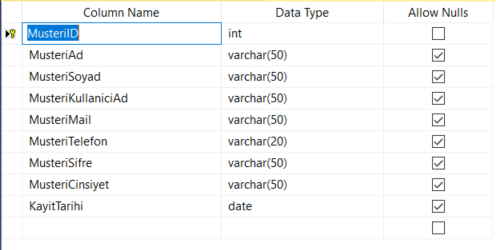 Column Name Data Type Allow Nulls
MusteriID int
MusteriAd varchar(50)
MusteriSoyad varchar(50)
MusteriKullaniciAd varchar(50)
MusteriMail varchar(50)
MusteriTelefon varchar(20)
MusteriSifre varchar(50)
MusteriCinsiyet varchar(50)
KayitTarihi date